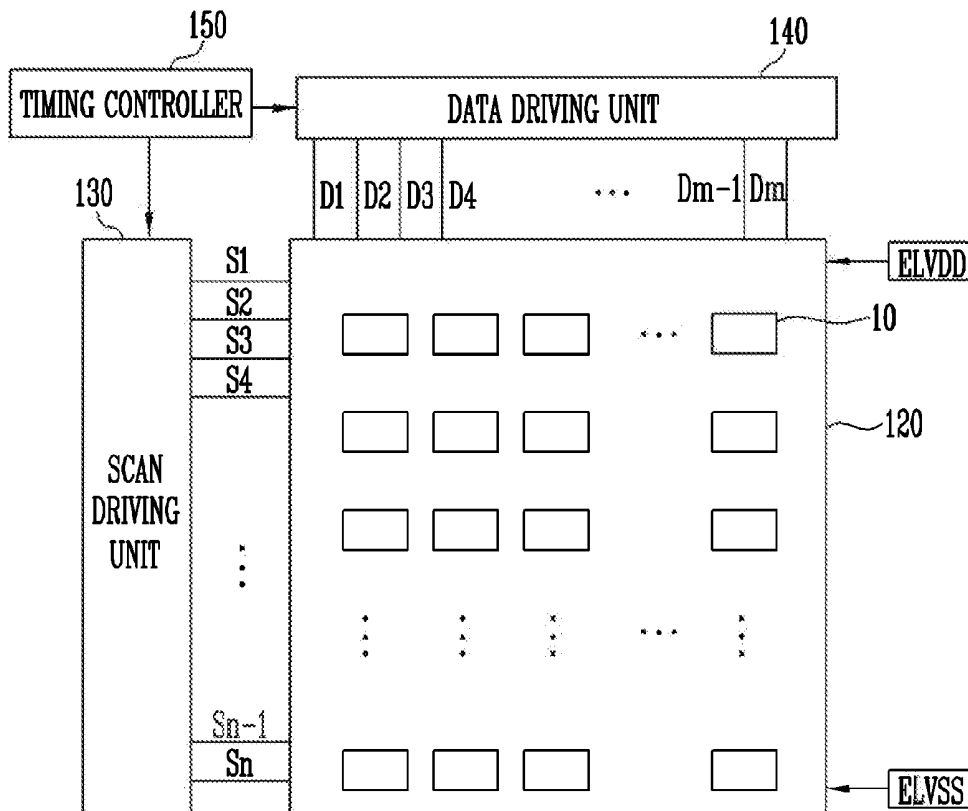 150
140
TIMING CONTROLLER
DATA DRIVING UNIT
D1 D2 D3 D4 ... Dm-1 Dm
130
S1
ELVDD
S2
10
S3
S4
120
SCAN
DRIVING
UNIT
Sn-1
Sn
ELVSS